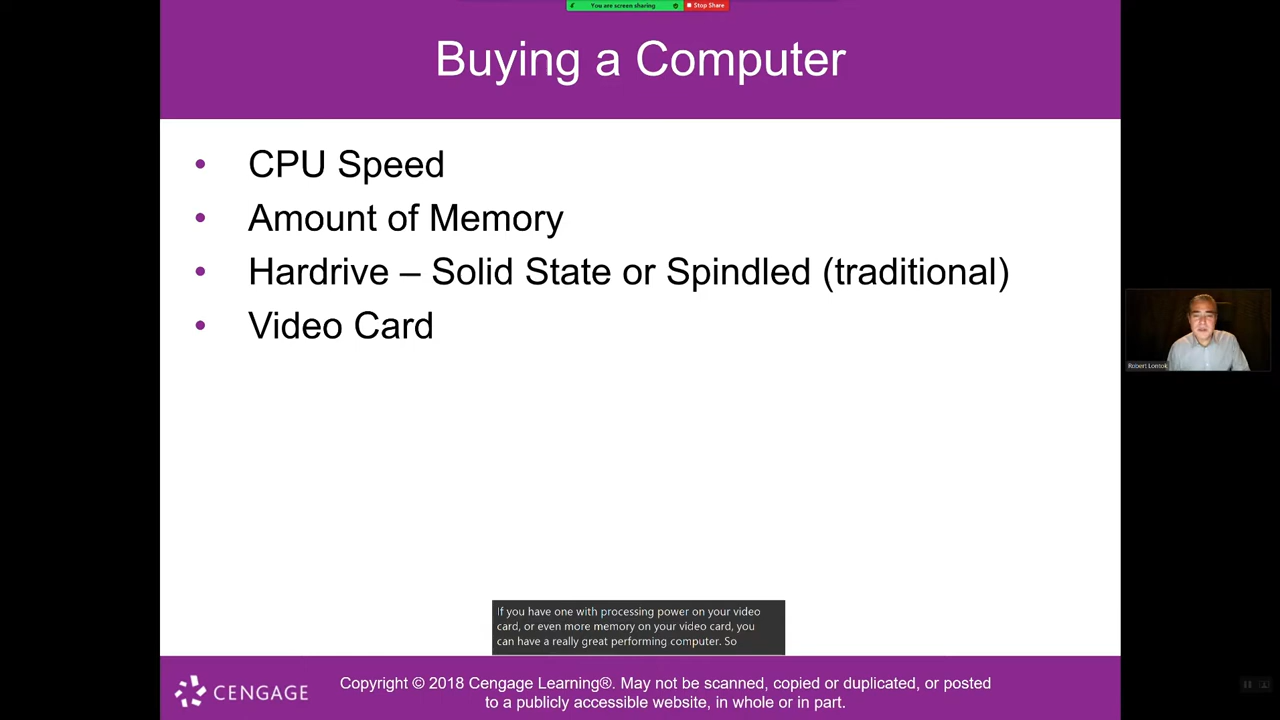 You are screen sharing
Stop Share
Buying a Computer
• CPU Speed
• Amount of Memory
• Hardrive – Solid State or Spindled (traditional)
• Video Card
Robert Lontok
If you have one with processing power on your video
card, or even more memory on your video card, you
can have a really great performing computer. So
CENGAGE
Copyright © 2018 Cengage Learning®. May not be scanned, copied or duplicated, or posted
to a publicly accessible website, in whole or in part.